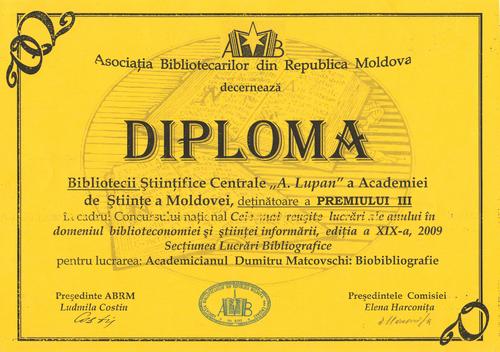 A B
Asociația Bibliotecarilor din Republica Moldova
decernează
DIPLOMA
Bibliotecii Științifice Centrale „A. Lupan” a Academiei
de Științe a Moldovei, deținătoare a PREMIULUI III
în cadrul Concursului național Cele mai reușite lucrări ale anului în
domeniul biblioteconomiei și științei informării, ediția a XIX-a, 2009
Secțiunea Lucrări Bibliografice
pentru lucrarea: Academicianul Dumitru Matcovschi: Biobibliografie
Președinte ABRM
Ludmila Costin
Președintele Comisiei
Elena Harconița